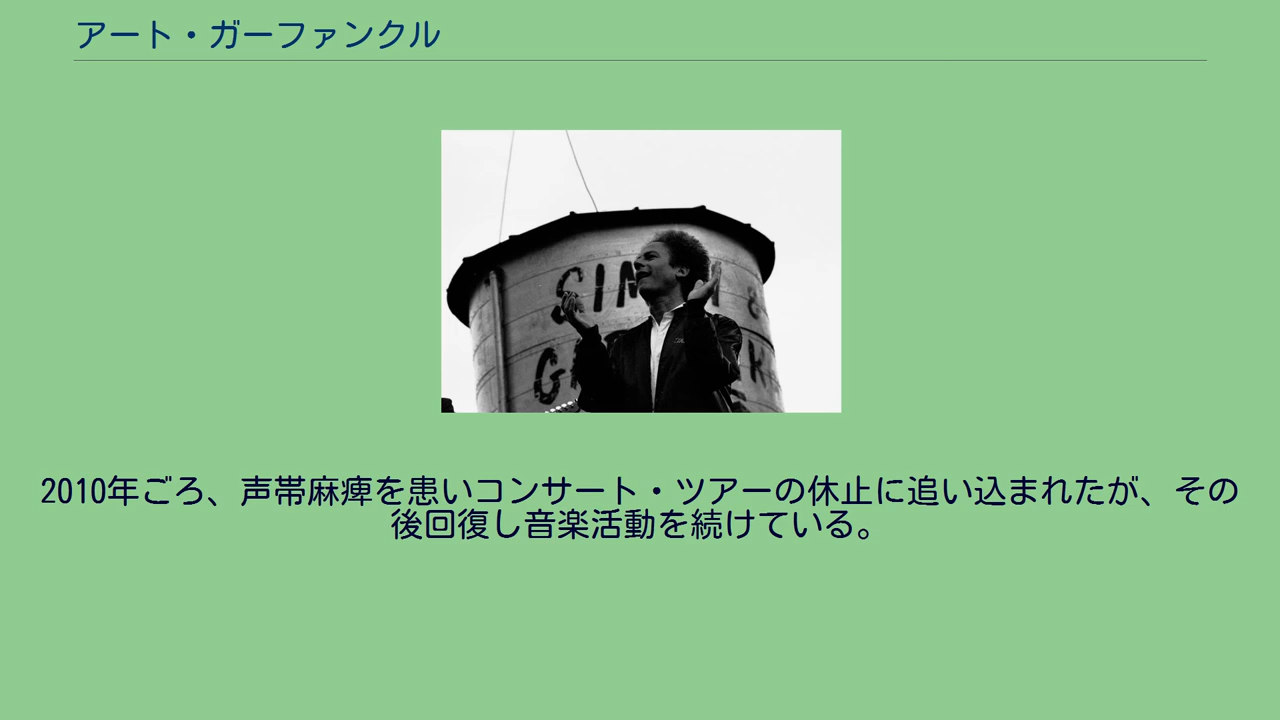 アート・ガーファンクル
SIM
&
G
K
2010年ごろ、声帯麻痺を患いコンサート・ツアーの休止に追い込まれたが、その
後回復し音楽活動を続けている。